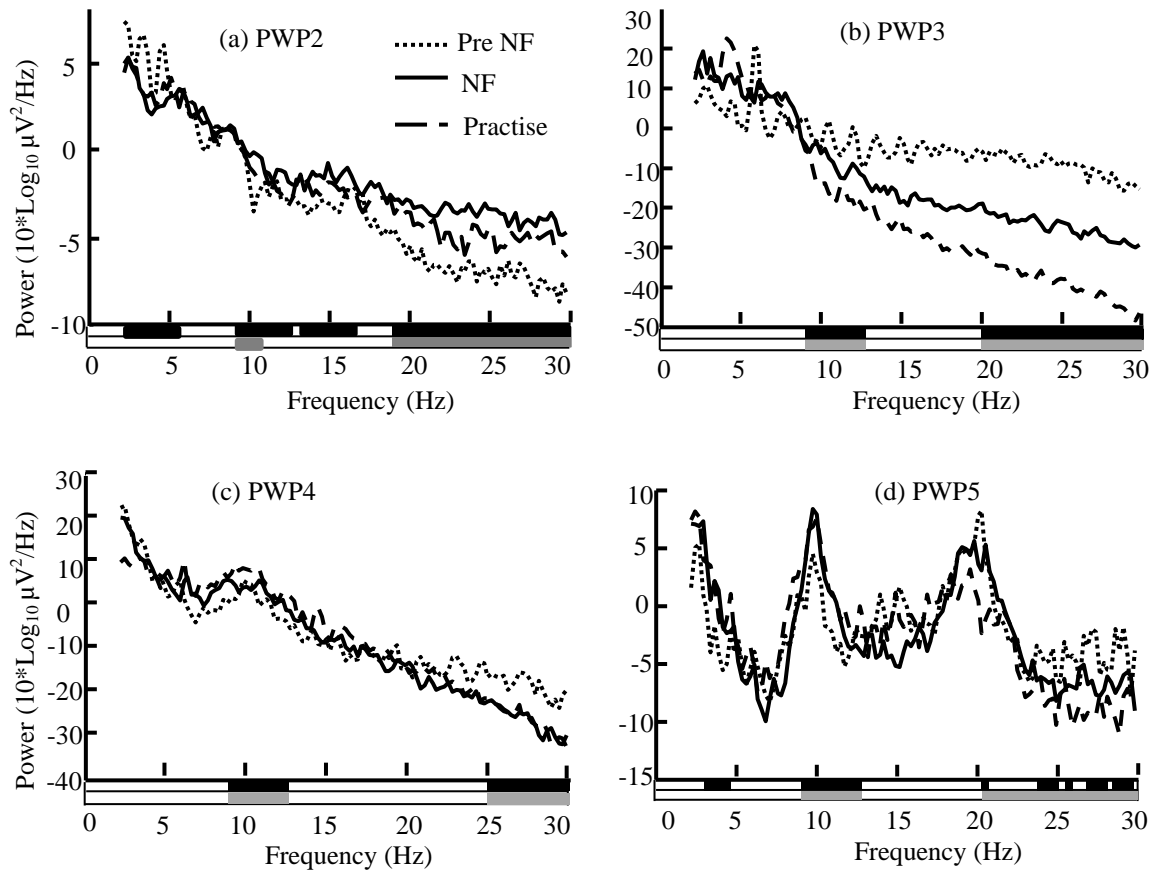 (a) PWP2
Pre NF
NF
Practise
Power (10*Log10 µV²/Hz)
5
0
-5
-10
0 5 10 15 20 25 30
Frequency (Hz)
(b) PWP3
30
20
10
0
-10
-20
-30
-40
-50
0 5 10 15 20 25 30
Frequency (Hz)
(c) PWP4
Power (10*Log10 µV²/Hz)
30
20
10
0
-10
-20
-30
-40
0 5 10 15 20 25 30
Frequency (Hz)
(d) PWP5
10
5
0
-5
-10
-15
0 5 10 15 20 25 30
Frequency (Hz)